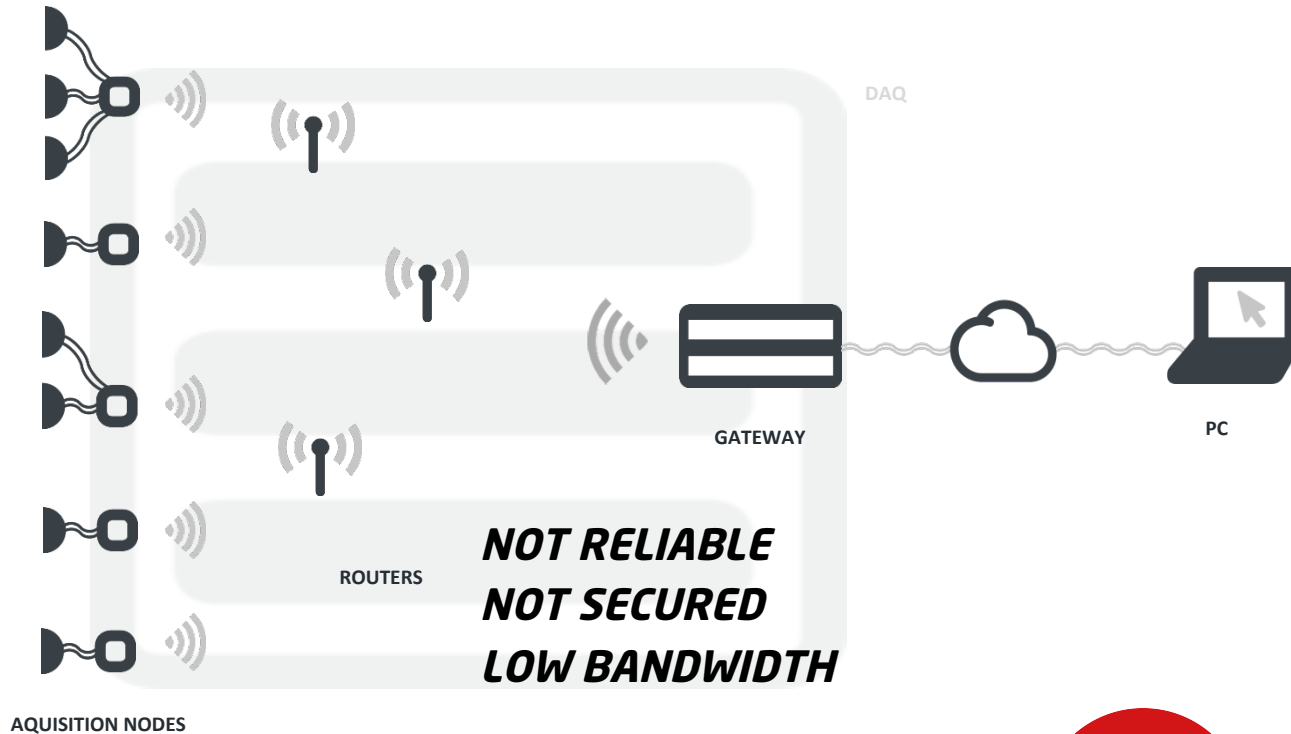 DAQ
GATEWAY
PC
NOT RELIABLE
ROUTERS
NOT SECURED
LOW BANDWIDTH
AQUISITION NODES